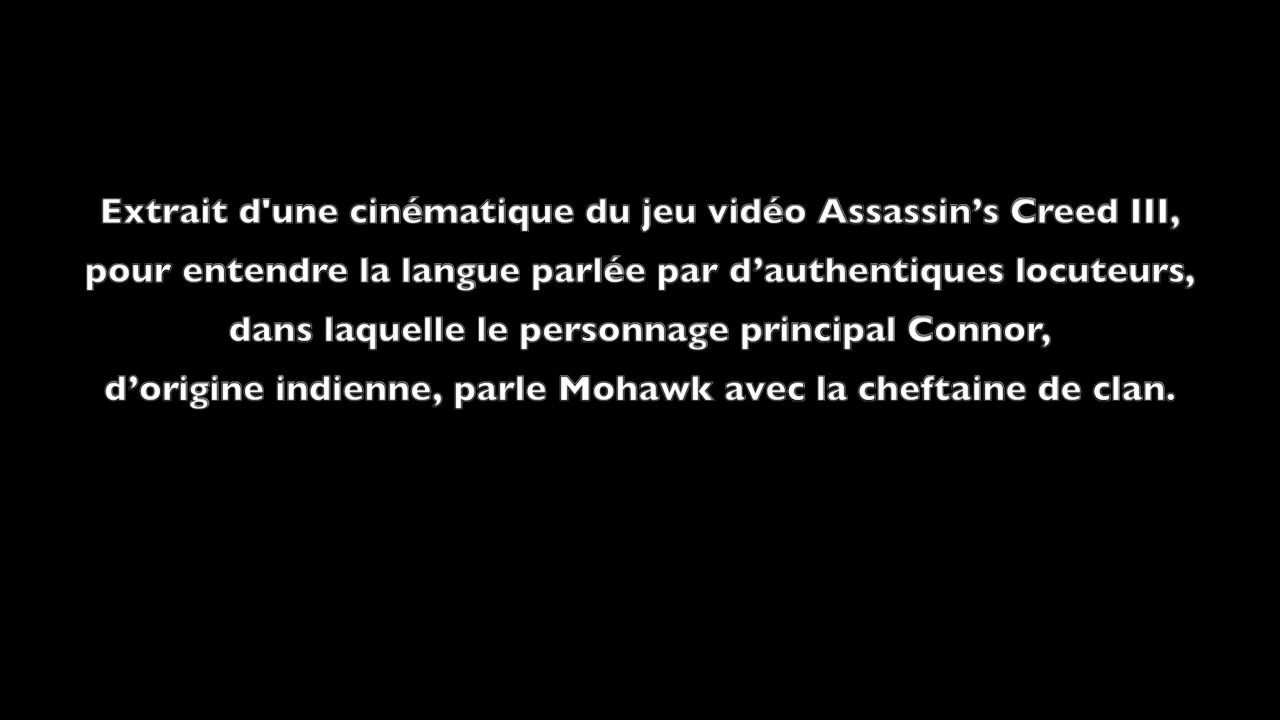 Extrait d'une cinématique du jeu vidéo Assassin’s Creed III,
pour entendre la langue parlée par d’authentiques locuteurs,
dans laquelle le personnage principal Connor,
d’origine indienne, parle Mohawk avec la cheftaine de clan.